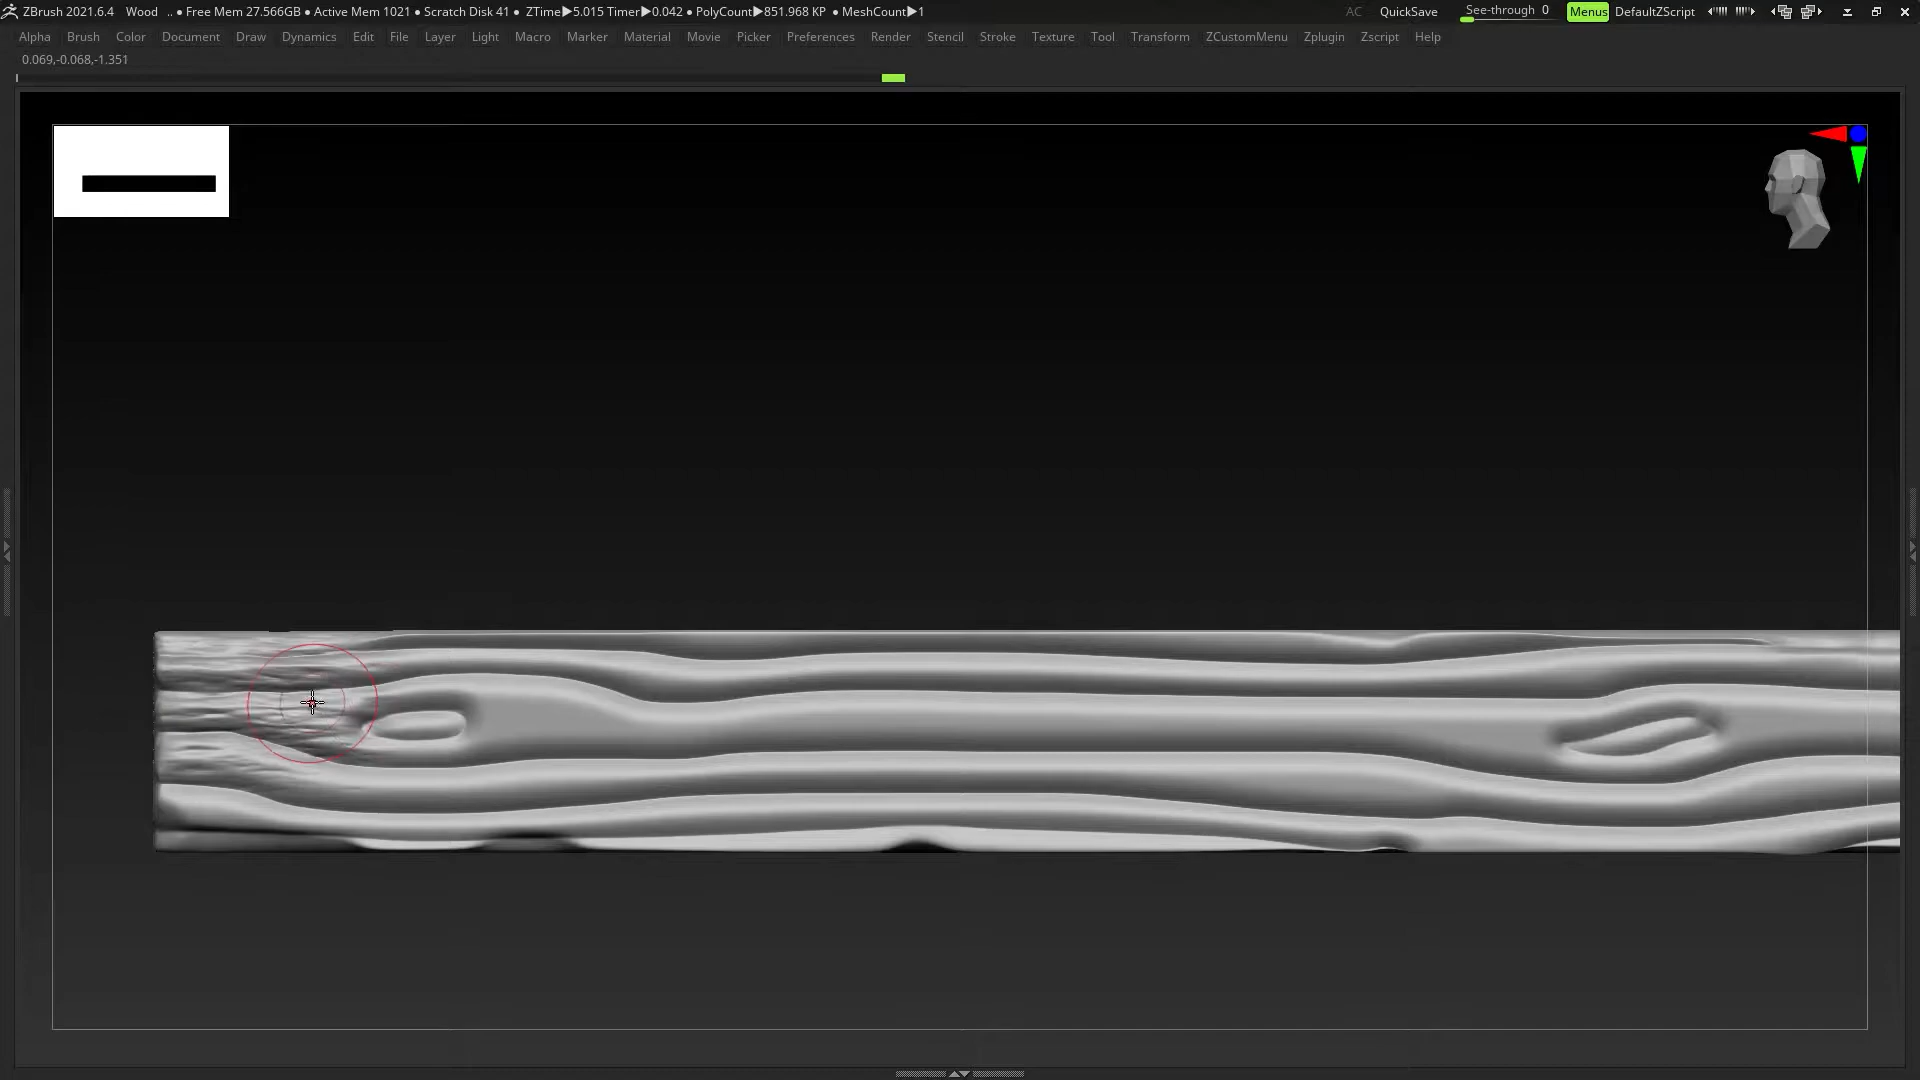 ZBrush 2021.6.4 Wood .. ● Free Mem 27.566GB ● Active Mem 1021 ● Scratch Disk 41 ● ZTime▶5.015 Timer▶0.042 ● PolyCount▶851.968 KP ● MeshCount▶1 AC QuickSave See-through 0 Menus DefaultZScript
Alpha Brush Color Document Draw Dynamics Edit File Layer Light Macro Marker Material Movie Picker Preferences Render Stencil Stroke Texture Tool Transform ZCustomMenu Zplugin Zscript Help
0.069,-0.068,-1.351